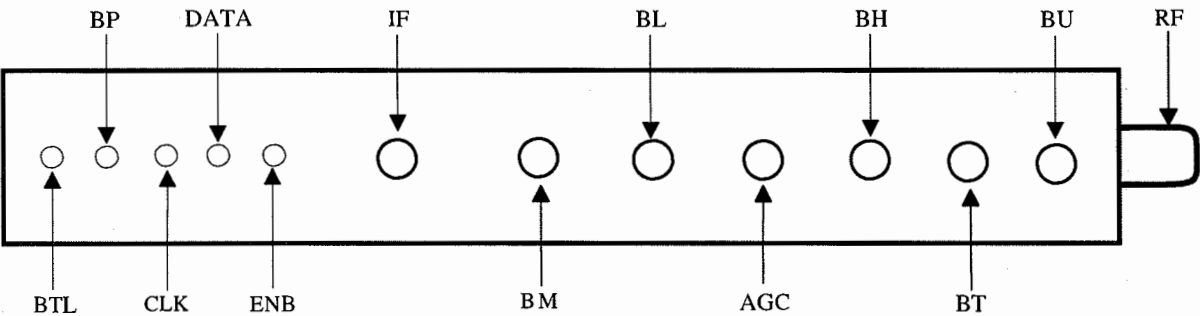 BP DATA IF BL BH BU RF
BTL CLK ENB BM AGC BT